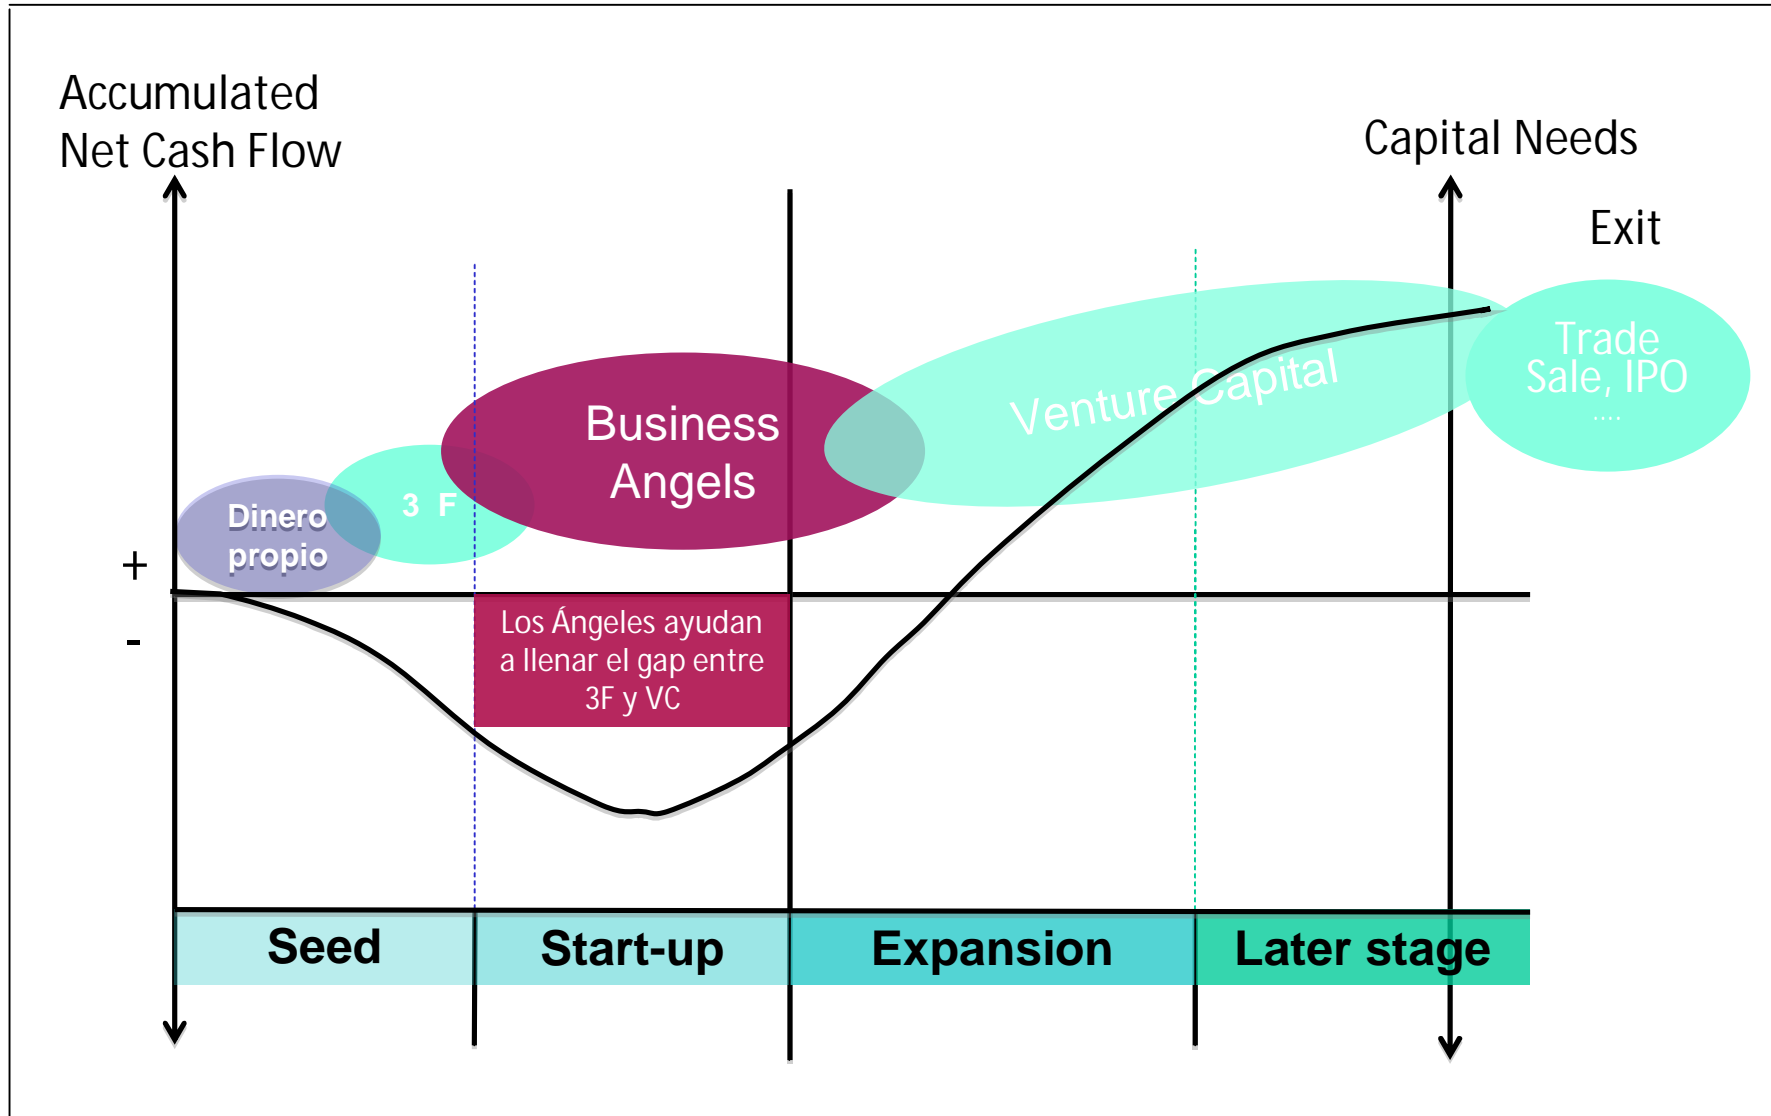 Accumulated
Net Cash Flow
Capital Needs
Exit
Trade
Sale, IPO
....
Venture Capital
Business
Angels
3 F
Dinero
propio
+
-
Los Ángeles ayudan
a llenar el gap entre
3F y VC
Seed
Start-up
Expansion
Later stage